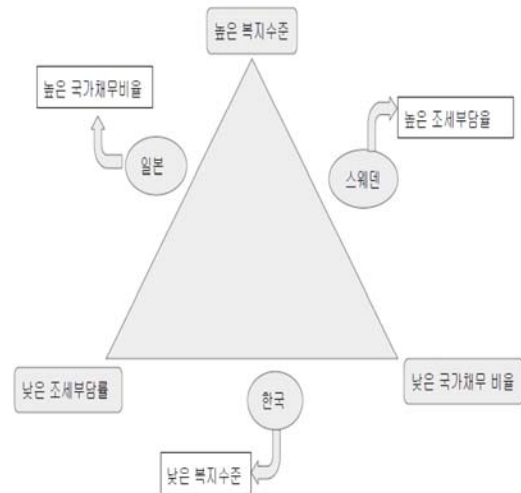 높은 복지수준
높은 국가채무비율
높은 조세부담율
일본
스웨덴
낮은 조세부담률
한국
낮은 국가채무 비율
낮은 복지수준